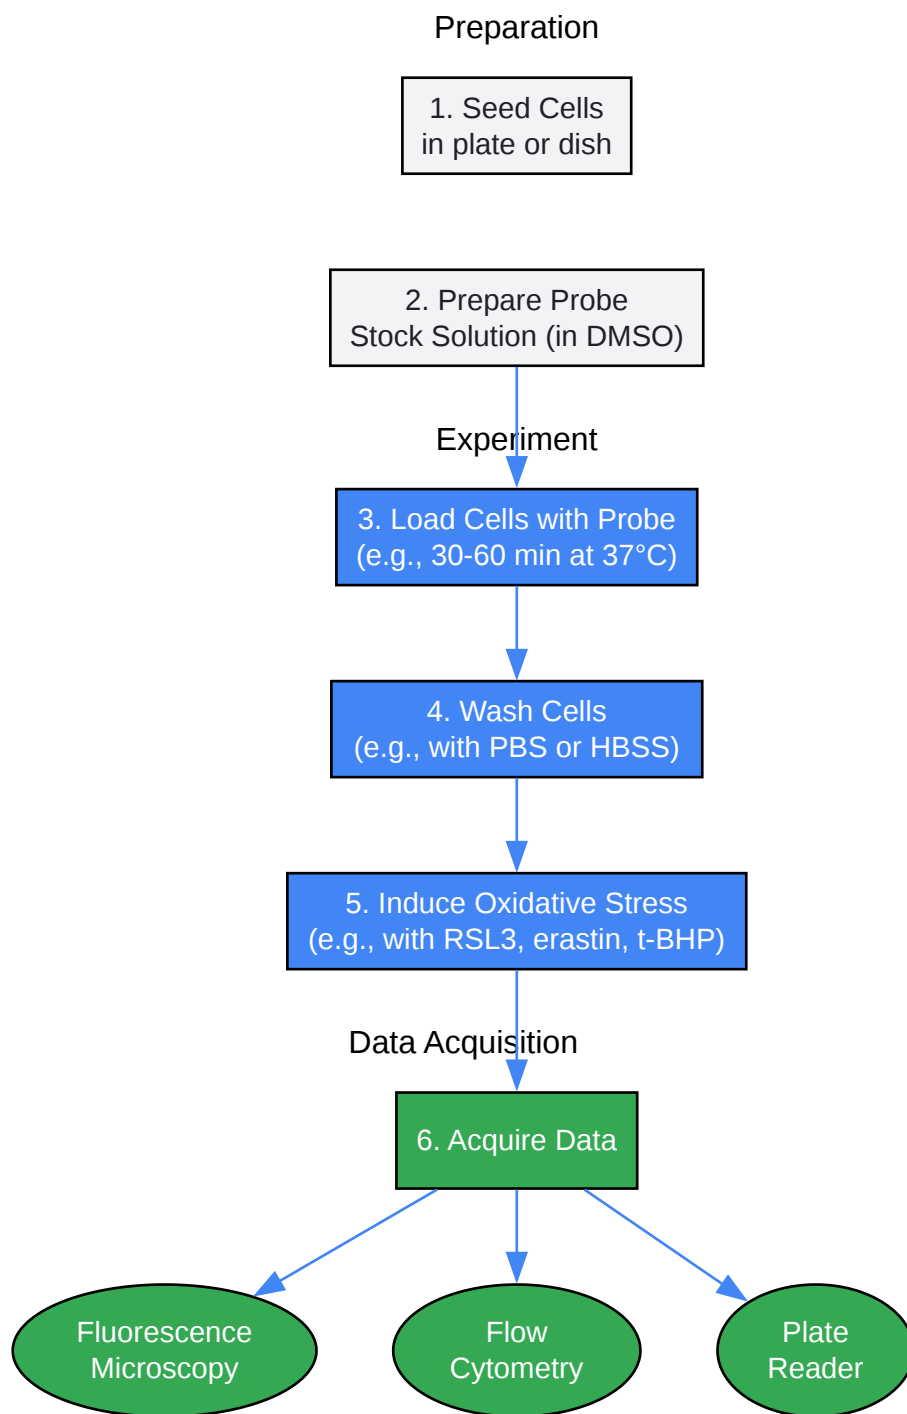 Preparation
1. Seed Cells
in plate or dish
2. Prepare Probe
Stock Solution (in DMSO)
Experiment
3. Load Cells with Probe
(e.g., 30-60 min at 37°C)
4. Wash Cells
(e.g., with PBS or HBSS)
5. Induce Oxidative Stress
(e.g., with RSL3, erastin, t-BHP)
Data Acquisition
6. Acquire Data
Fluorescence
Microscopy
Flow
Cytometry
Plate
Reader